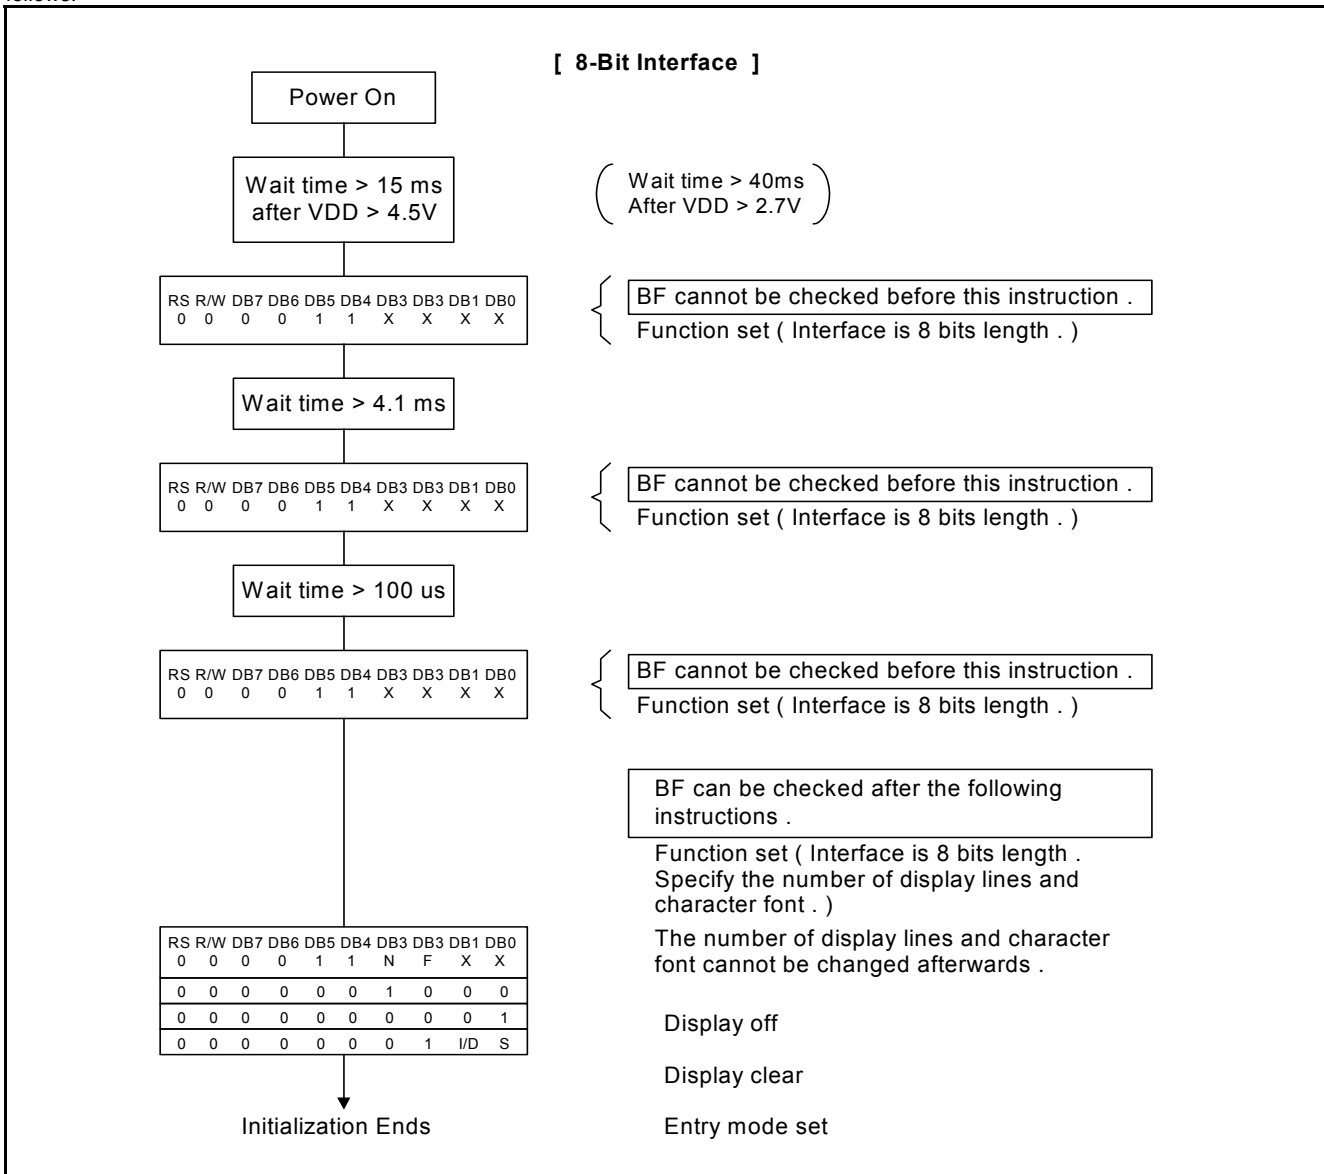 [ 8-Bit Interface ]
Power On
Wait time > 15 ms
after VDD > 4.5V
Wait time > 40ms
After VDD > 2.7V
RS R/W DB7 DB6 DB5 DB4 DB3 DB3 DB1 DB0
0 0 0 0 1 1 X X X X
BF cannot be checked before this instruction .
Function set ( Interface is 8 bits length . )
Wait time > 4.1 ms
RS R/W DB7 DB6 DB5 DB4 DB3 DB3 DB1 DB0
0 0 0 0 1 1 X X X X
BF cannot be checked before this instruction .
Function set ( Interface is 8 bits length . )
Wait time > 100 us
RS R/W DB7 DB6 DB5 DB4 DB3 DB3 DB1 DB0
0 0 0 0 1 1 X X X X
BF cannot be checked before this instruction .
Function set ( Interface is 8 bits length . )
BF can be checked after the following
instructions .
Function set ( Interface is 8 bits length .
Specify the number of display lines and
character font . )
The number of display lines and character
font cannot be changed afterwards .
RS R/W DB7 DB6 DB5 DB4 DB3 DB3 DB1 DB0
0 0 0 0 1 1 N F X X
0 0 0 0 0 0 1 0 0 0
0 0 0 0 0 0 0 0 0 1
0 0 0 0 0 0 0 1 I/D S
Display off
Display clear
Entry mode set
Initialization Ends